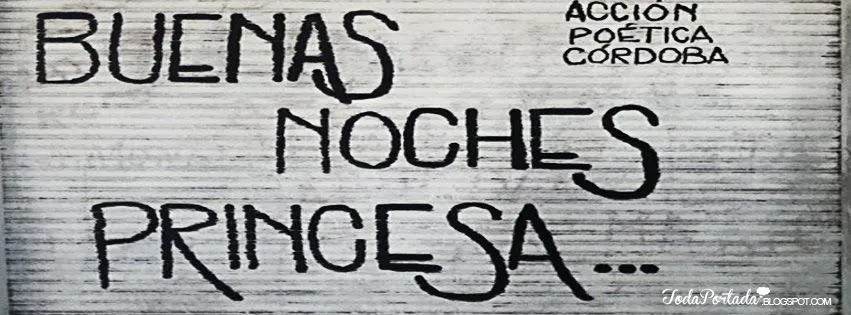 BUENAS
NOCHES
PRINCESA...
ACCIÓN
POÉTICA
CÓRDOBA
TodaPortada.BLOGSPOT.COM